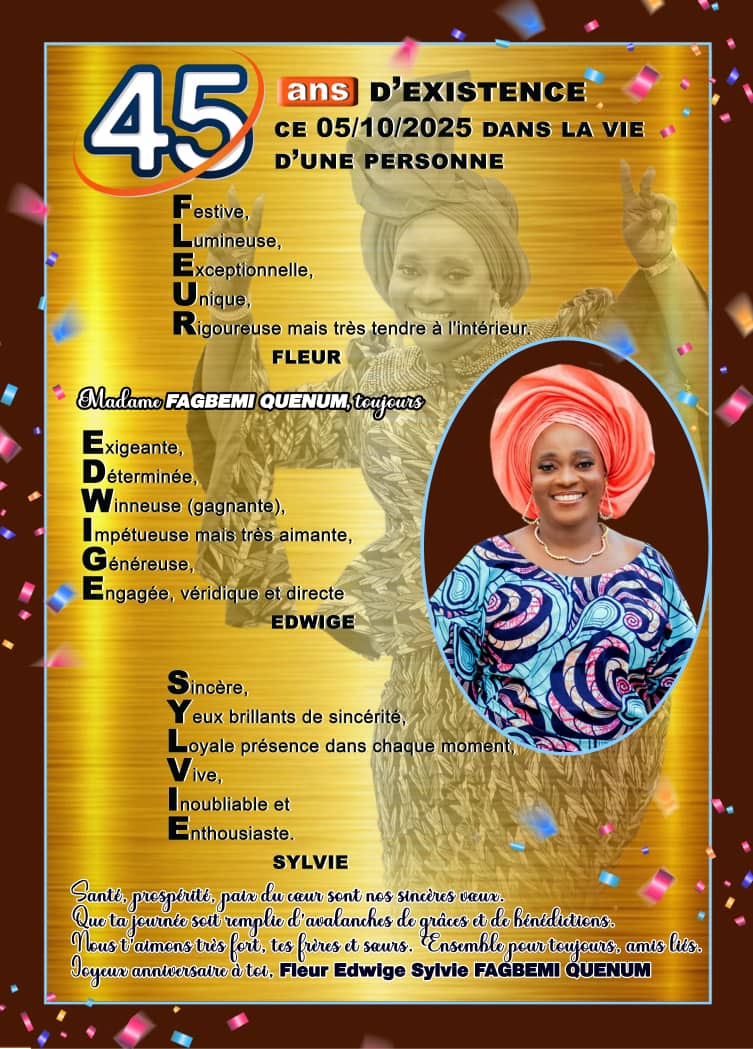 45 ans D'EXISTENCE
CE 05/10/2025 DANS LA VIE
D'UNE PERSONNE
Festive,
Lumineuse,
Exceptionnelle,
Unique,
Rigoureuse mais très tendre à l'intérieur.
FLEUR
Madame FAGBEMI QUENUM, toujours
Exigeante,
Déterminée,
Winneuse (gagnante),
Impétueuse mais très aimante,
Généreuse,
Engagée, véridique et directe
EDWIGE
Sincère,
Yeux brillants de sincérité,
Loyale présence dans chaque moment,
Vive,
Inoubliable et
Enthousiaste.
SYLVIE
Santé, prospérité, paix du cœur sont nos sincères vœux.
Que ta journée soit remplie d'avalanches de grâces et de bénédictions.
Nous t'aimons très fort, tes frères et sœurs. Ensemble pour toujours, amis liés.
Joyeux anniversaire à toi, Fleur Edwige Sylvie FAGBEMI QUENUM